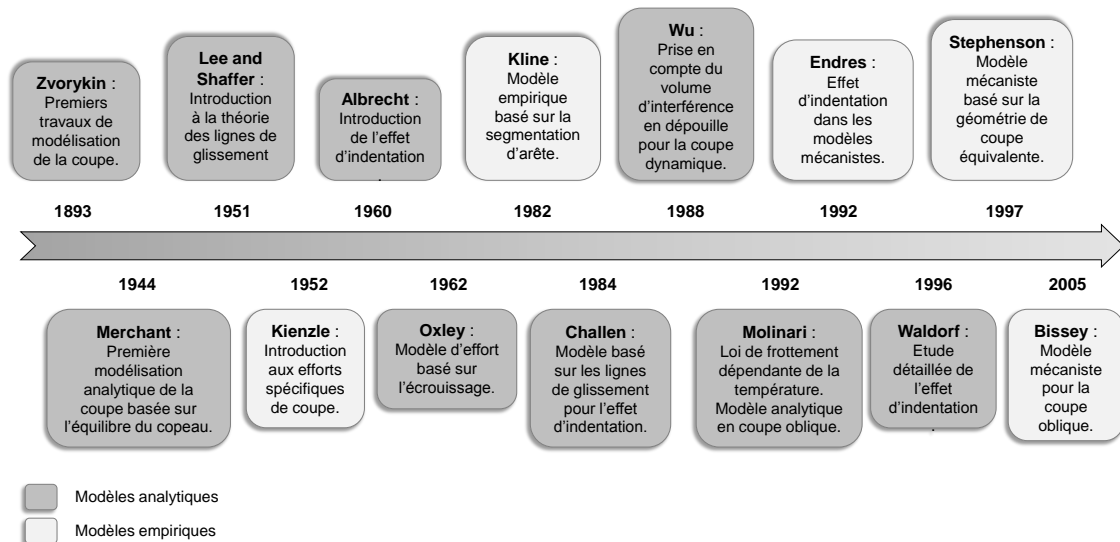 Zvorykin :
Premiers
travaux de
modélisation
de la coupe.
Lee and
Shaffer :
Introduction
à la théorie
des lignes de
glissement
Albrecht :
Introduction
de l'effet
d'indentation
.
Kline :
Modèle
empirique
basé sur la
segmentation
d'arête.
Wu :
Prise en
compte du
volume
d'interférence
en dépouille
pour la coupe
dynamique.
Endres :
Effet
d'indentation
dans les
modèles
mécanistes.
Stephenson :
Modèle
mécaniste
basé sur la
géométrie de
coupe
équivalente.
1893
1951
1960
1982
1988
1992
1997
1944
1952
1962
1984
1992
1996
2005
Merchant :
Première
modélisation
analytique de la
coupe basée sur
l'équilibre du copeau.
Kienzle :
Introduction
aux efforts
spécifiques
de coupe.
Oxley :
Modèle d'effort
basé sur
l'écrouissage.
Challen :
Modèle basé
sur les lignes
de glissement
pour l'effet
d'indentation.
Molinari :
Loi de frottement
dépendante de la
température.
Modèle analytique
en coupe oblique.
Waldorf :
Etude
détaillée de
l'effet
d'indentation
.
Bissey :
Modèle
mécaniste
pour la
coupe
oblique.
Modèles analytiques
Modèles empiriques